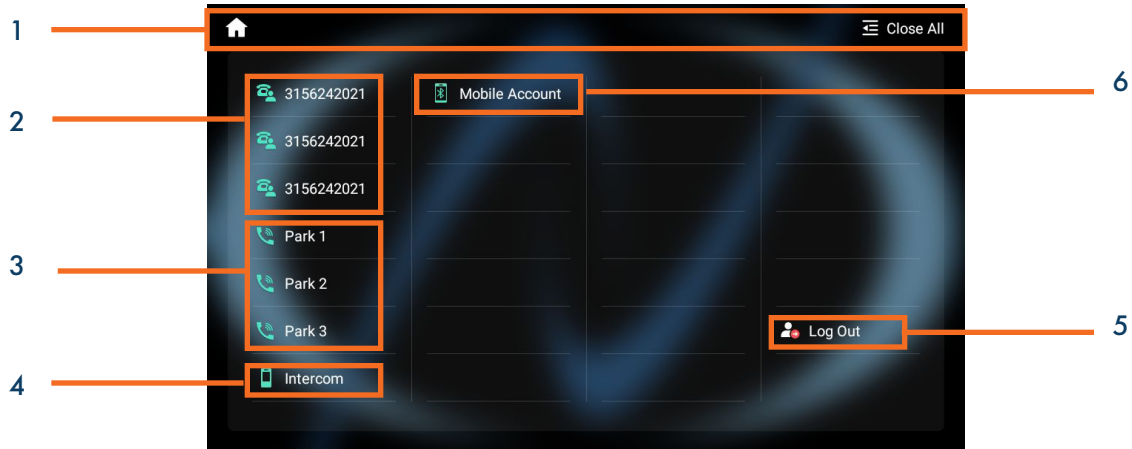 1
Close All
6
3156242021
Mobile Account
2
3156242021
3156242021
3
Park 1
Park 2
Park 3
Log Out
5
4
Intercom